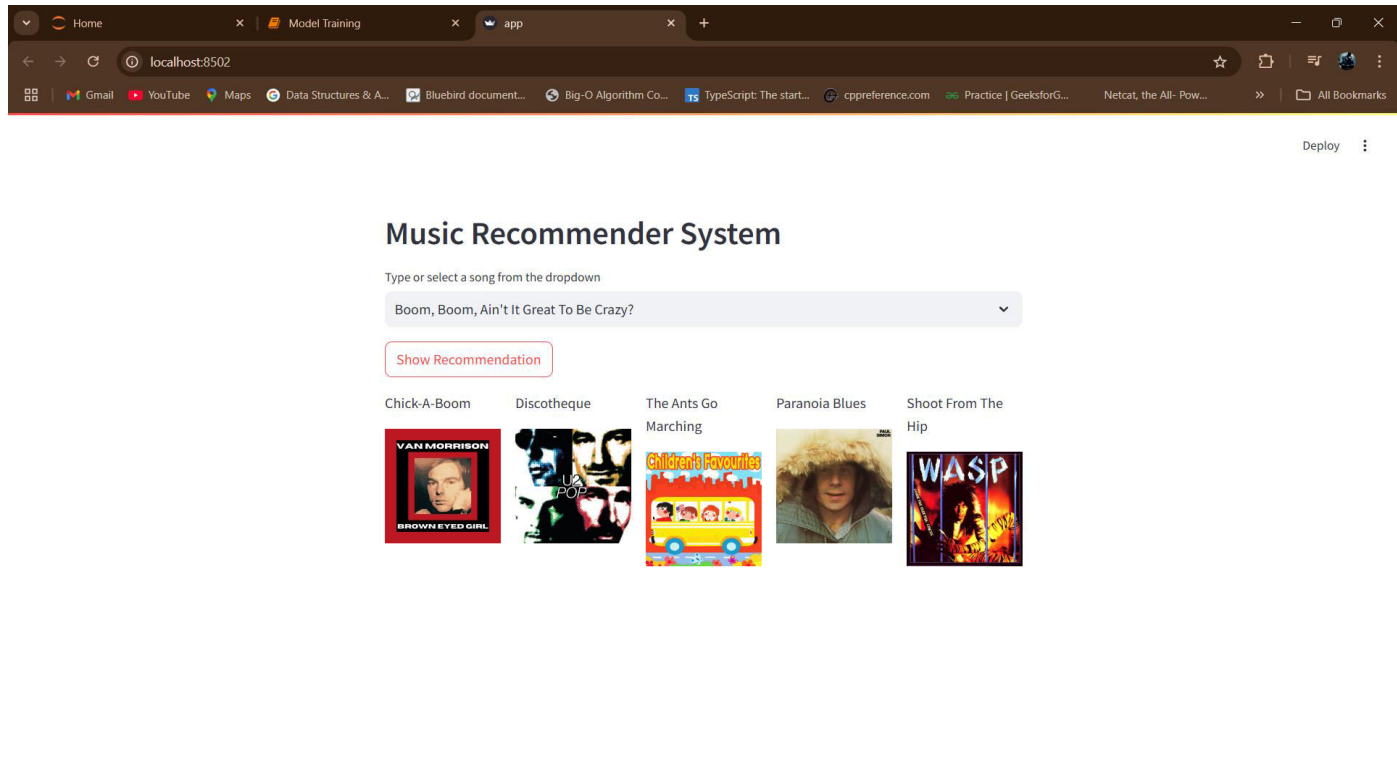 Home
Model Training
app
localhost:8502
Gmail
YouTube
Maps
Data Structures & A...
Bluebird document...
Big-O Algorithm Co...
TS
TypeScript: The start...
cppreference.com
Practice | GeeksforG...
Netcat, the All- Pow...
All Bookmarks
Deploy
Music Recommender System
Type or select a song from the dropdown
Boom, Boom, Ain't It Great To Be Crazy?
Show Recommendation
Chick-A-Boom
Discotheque
The Ants Go
Marching
Paranoia Blues
Shoot From The
Hip
VAN MORRISON
BROWN EYED GIRL
U2
POP
Children's Favourites
PAUL
SIMON
WASP